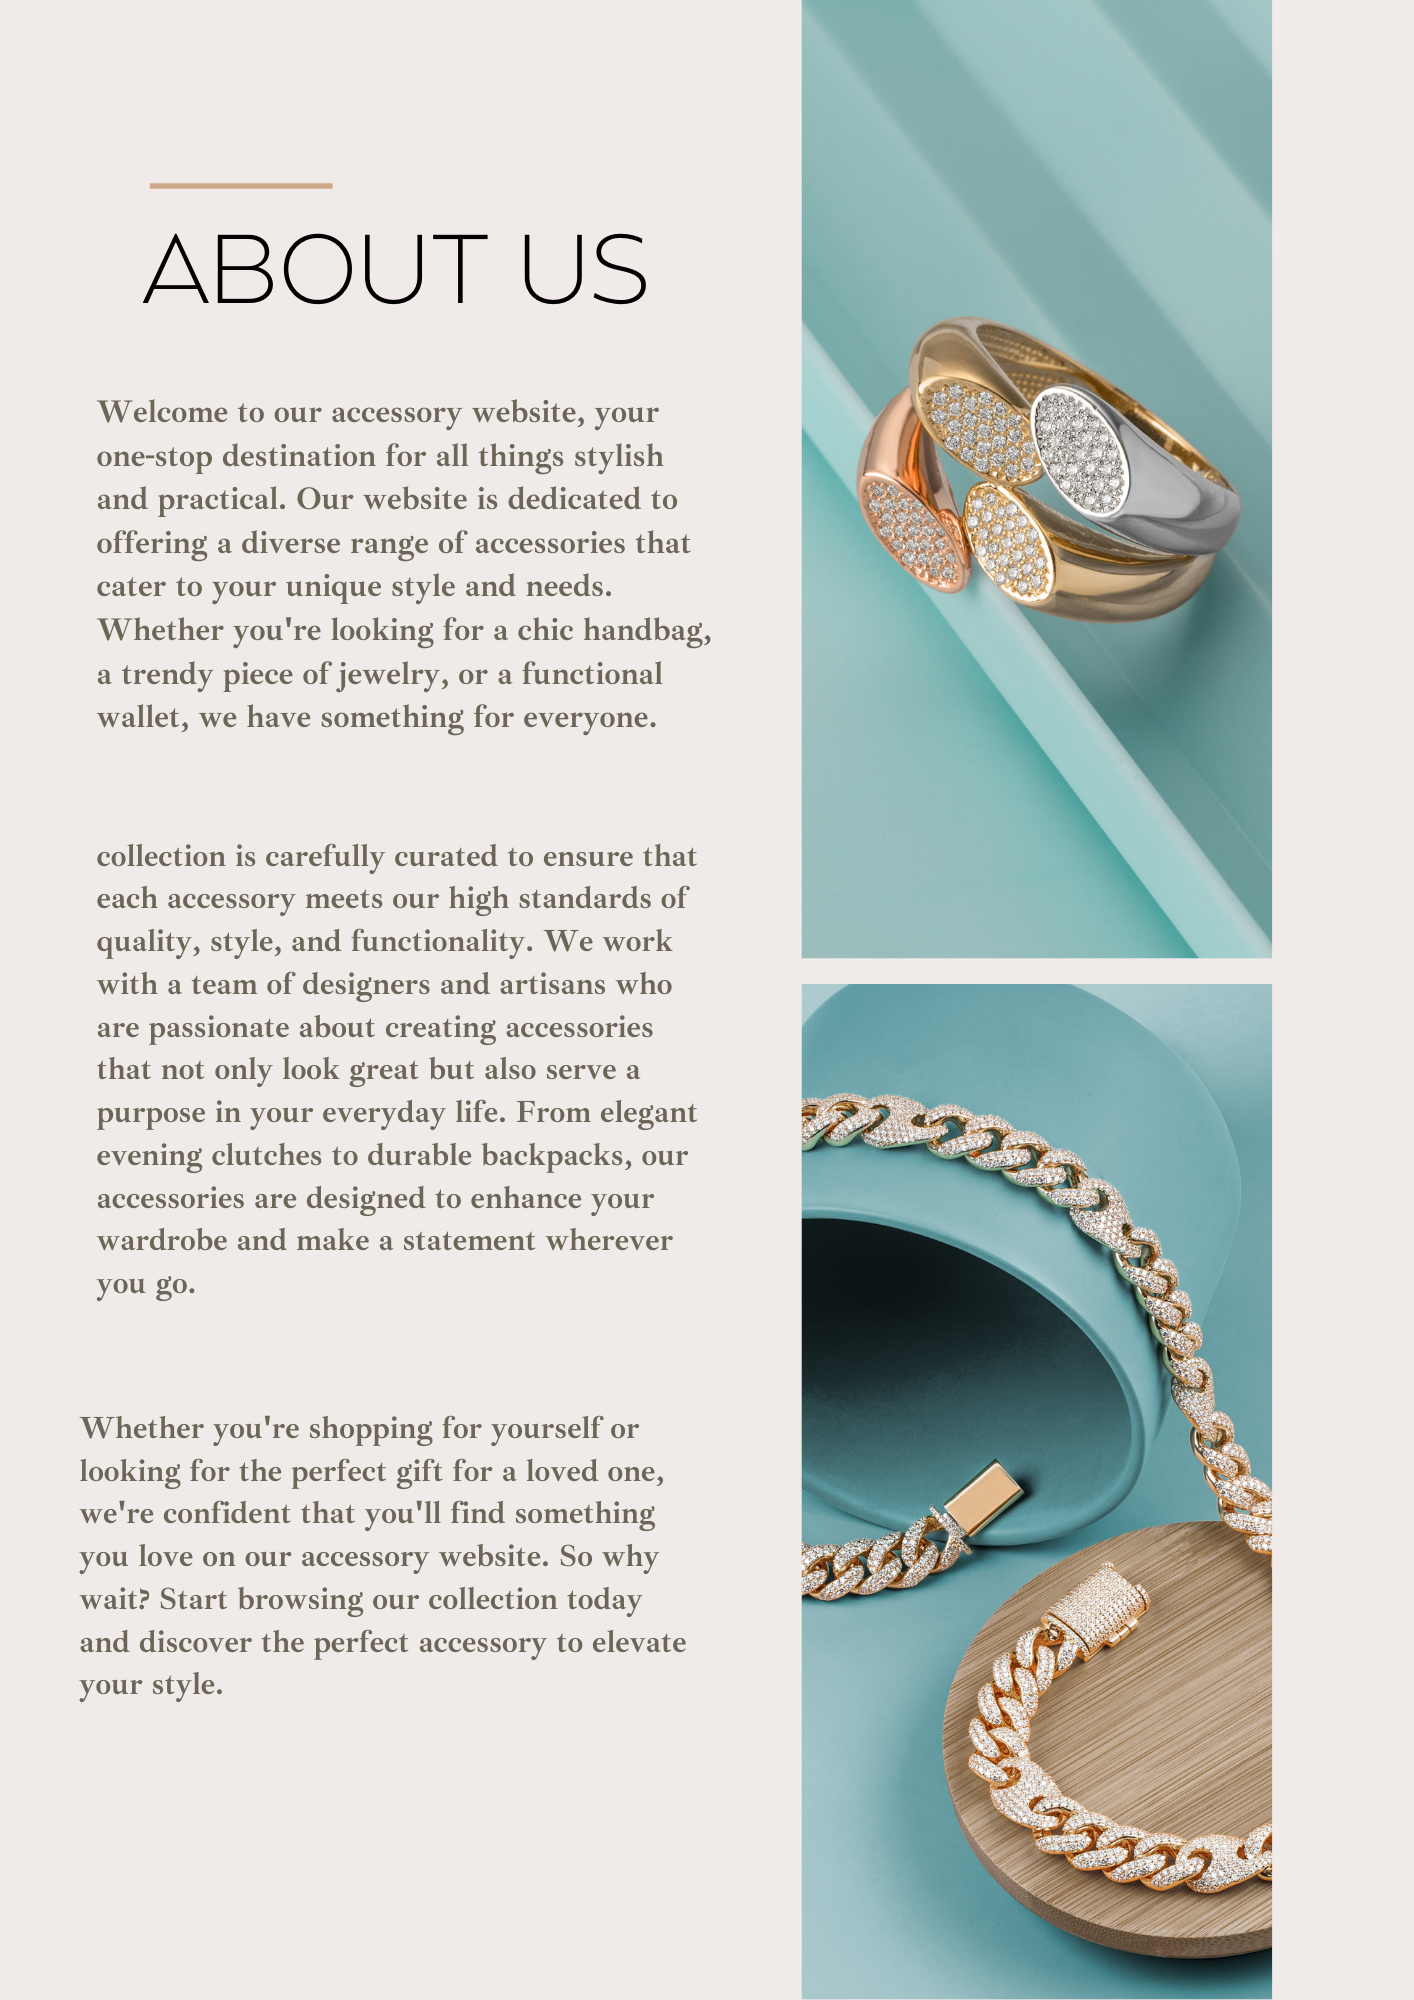 ABOUT US
Welcome to our accessory website, your
one-stop destination for all things stylish
and practical. Our website is dedicated to
offering a diverse range of accessories that
cater to your unique style and needs.
Whether you're looking for a chic handbag,
a trendy piece of jewelry, or a functional
wallet, we have something for everyone.
collection is carefully curated to ensure that
each accessory meets our high standards of
quality, style, and functionality. We work
with a team of designers and artisans who
are passionate about creating accessories
that not only look great but also serve a
purpose in your everyday life. From elegant
evening clutches to durable backpacks, our
accessories are designed to enhance your
wardrobe and make a statement wherever
you go.
Whether you're shopping for yourself or
looking for the perfect gift for a loved one,
we're confident that you'll find something
you love on our accessory website. So why
wait? Start browsing our collection today
and discover the perfect accessory to elevate
your style.